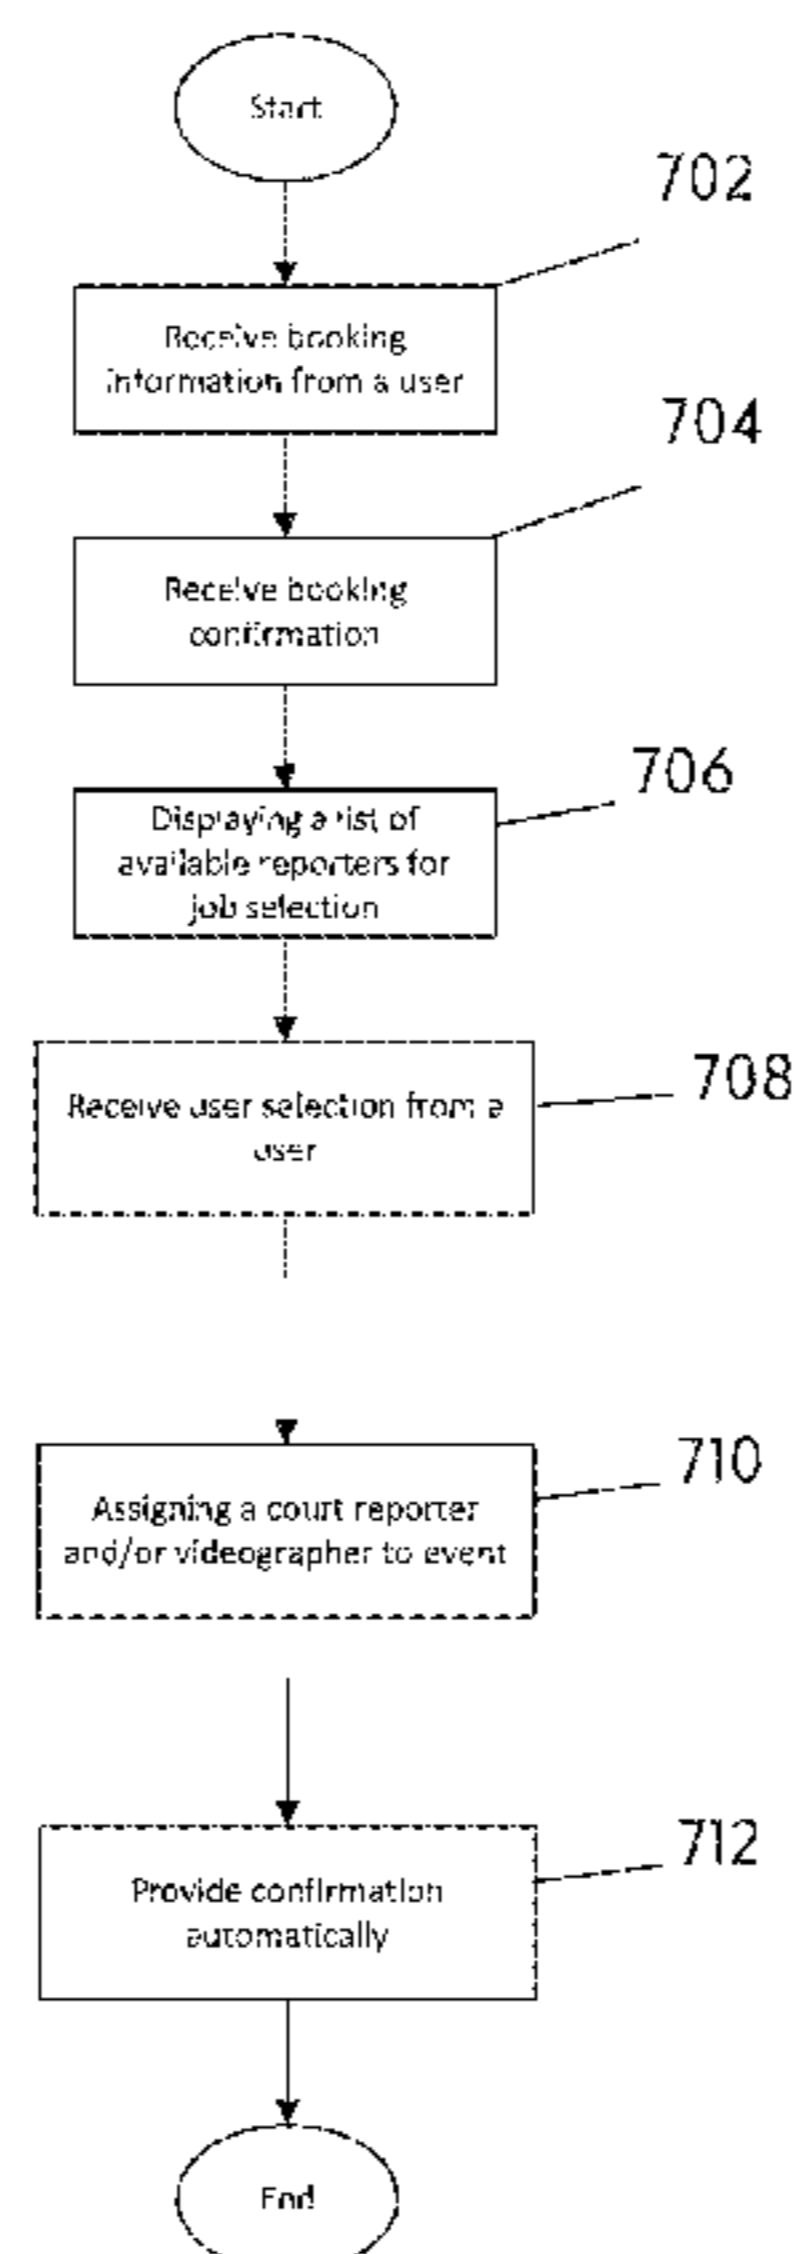 Start
702
Receive booking
information from a user
704
Receive booking
confirmation
706
Displaying a list of
available reporters for
job selection
708
Receive user selection from a
user
710
Assigning a court reporter
and/or videographer to event
712
Provide confirmation
automatically
End